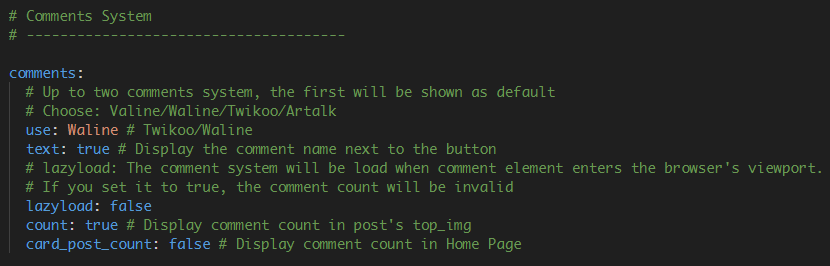 # Comments System
# --------------------------------------
comments:
# Up to two comments system, the first will be shown as default
# Choose: Valine/Waline/Twikoo/Artalk
use: Waline # Twikoo/Waline
text: true # Display the comment name next to the button
# lazyload: The comment system will be load when comment element enters the browser's viewport.
# If you set it to true, the comment count will be invalid
lazyload: false
count: true # Display comment count in post's top_img
card_post_count: false # Display comment count in Home Page